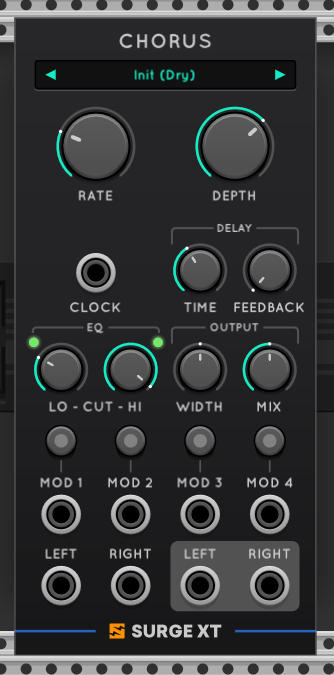 CHORUS
Init (Dry)
RATE DEPTH
DELAY
CLOCK TIME FEEDBACK
EQ OUTPUT
LO - CUT - HI WIDTH MIX
MOD 1 MOD 2 MOD 3 MOD 4
LEFT RIGHT LEFT RIGHT
SURGE XT